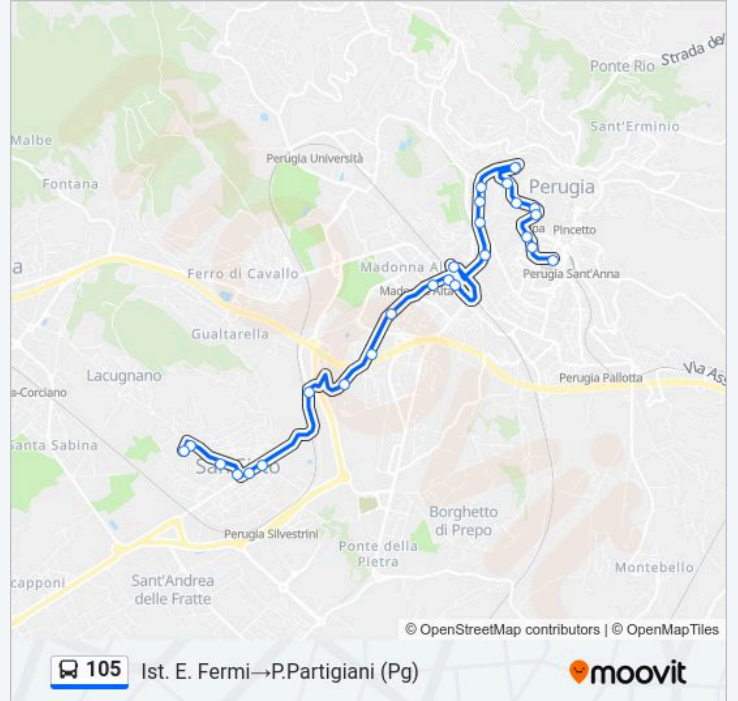 Ponte Rio
Strada de
Malbe
Sant'Erminio
Perugia Università
Fontana
Perugia
Pincetto
a
Ferro di Cavallo
Madonna Al
Perugia Sant'Anna
Gualtarella
Lacugnano
Perugia Pallotta
Via Ass
a-Corciano
Santa Sabina
Perugia Silvestrini
Borghetto
di Prepo
Ponte della
Pietra
Montebello
capponi
Sant'Andrea
delle Fratte
© OpenStreetMap contributors | © OpenMapTiles
105 Ist. E. Fermi→P.Partigiani (Pg)
moovit